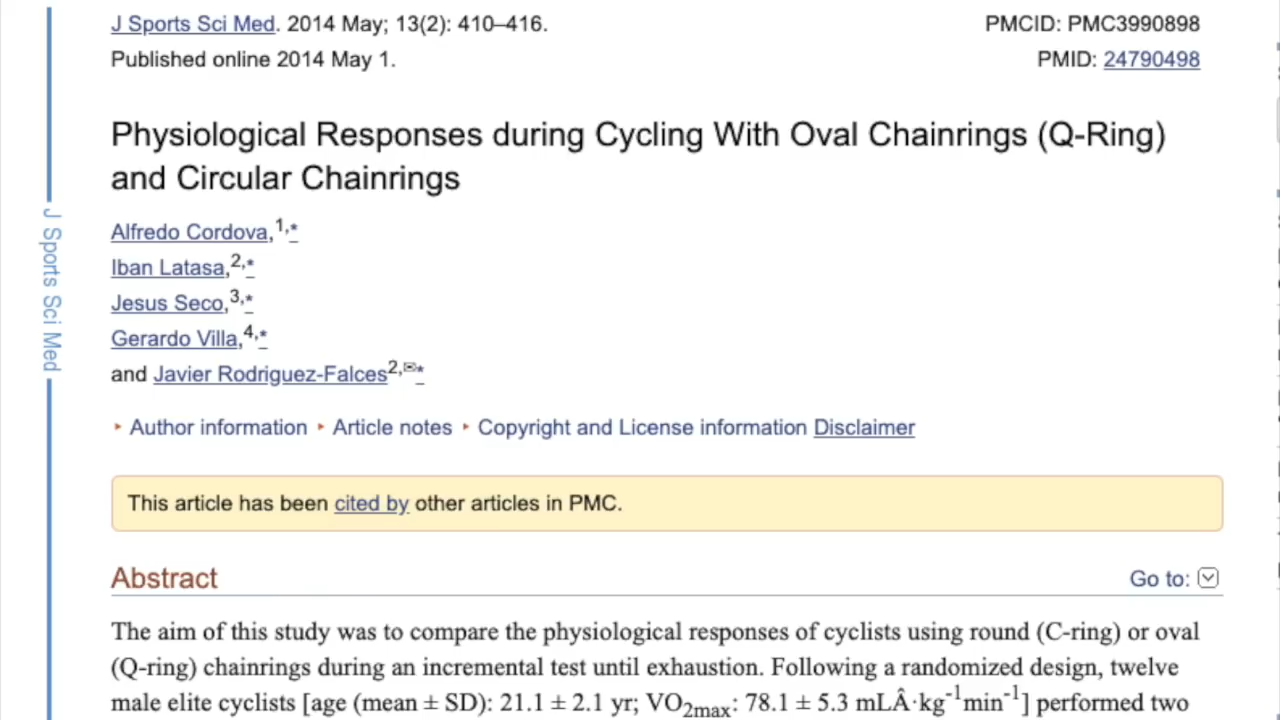 J Sports Sci Med. 2014 May; 13(2): 410–416.
PMCID: PMC3990898
Published online 2014 May 1.
PMID: 24790498
Physiological Responses during Cycling With Oval Chainrings (Q-Ring)
and Circular Chainrings
Alfredo Cordova,1,*
Iban Latasa,2,*
Jesus Seco,3,*
Gerardo Villa,4,*
and Javier Rodriguez-Falces2,✉*
J Sports Sci Med
‣ Author information ‣ Article notes ‣ Copyright and License information Disclaimer
This article has been cited by other articles in PMC.
Abstract
Go to:
The aim of this study was to compare the physiological responses of cyclists using round (C-ring) or oval
(Q-ring) chainrings during an incremental test until exhaustion. Following a randomized design, twelve
male elite cyclists [age (mean ± SD): 21.1 ± 2.1 yr; VO2max: 78.1 ± 5.3 mLÂ·kg-1min-1] performed two